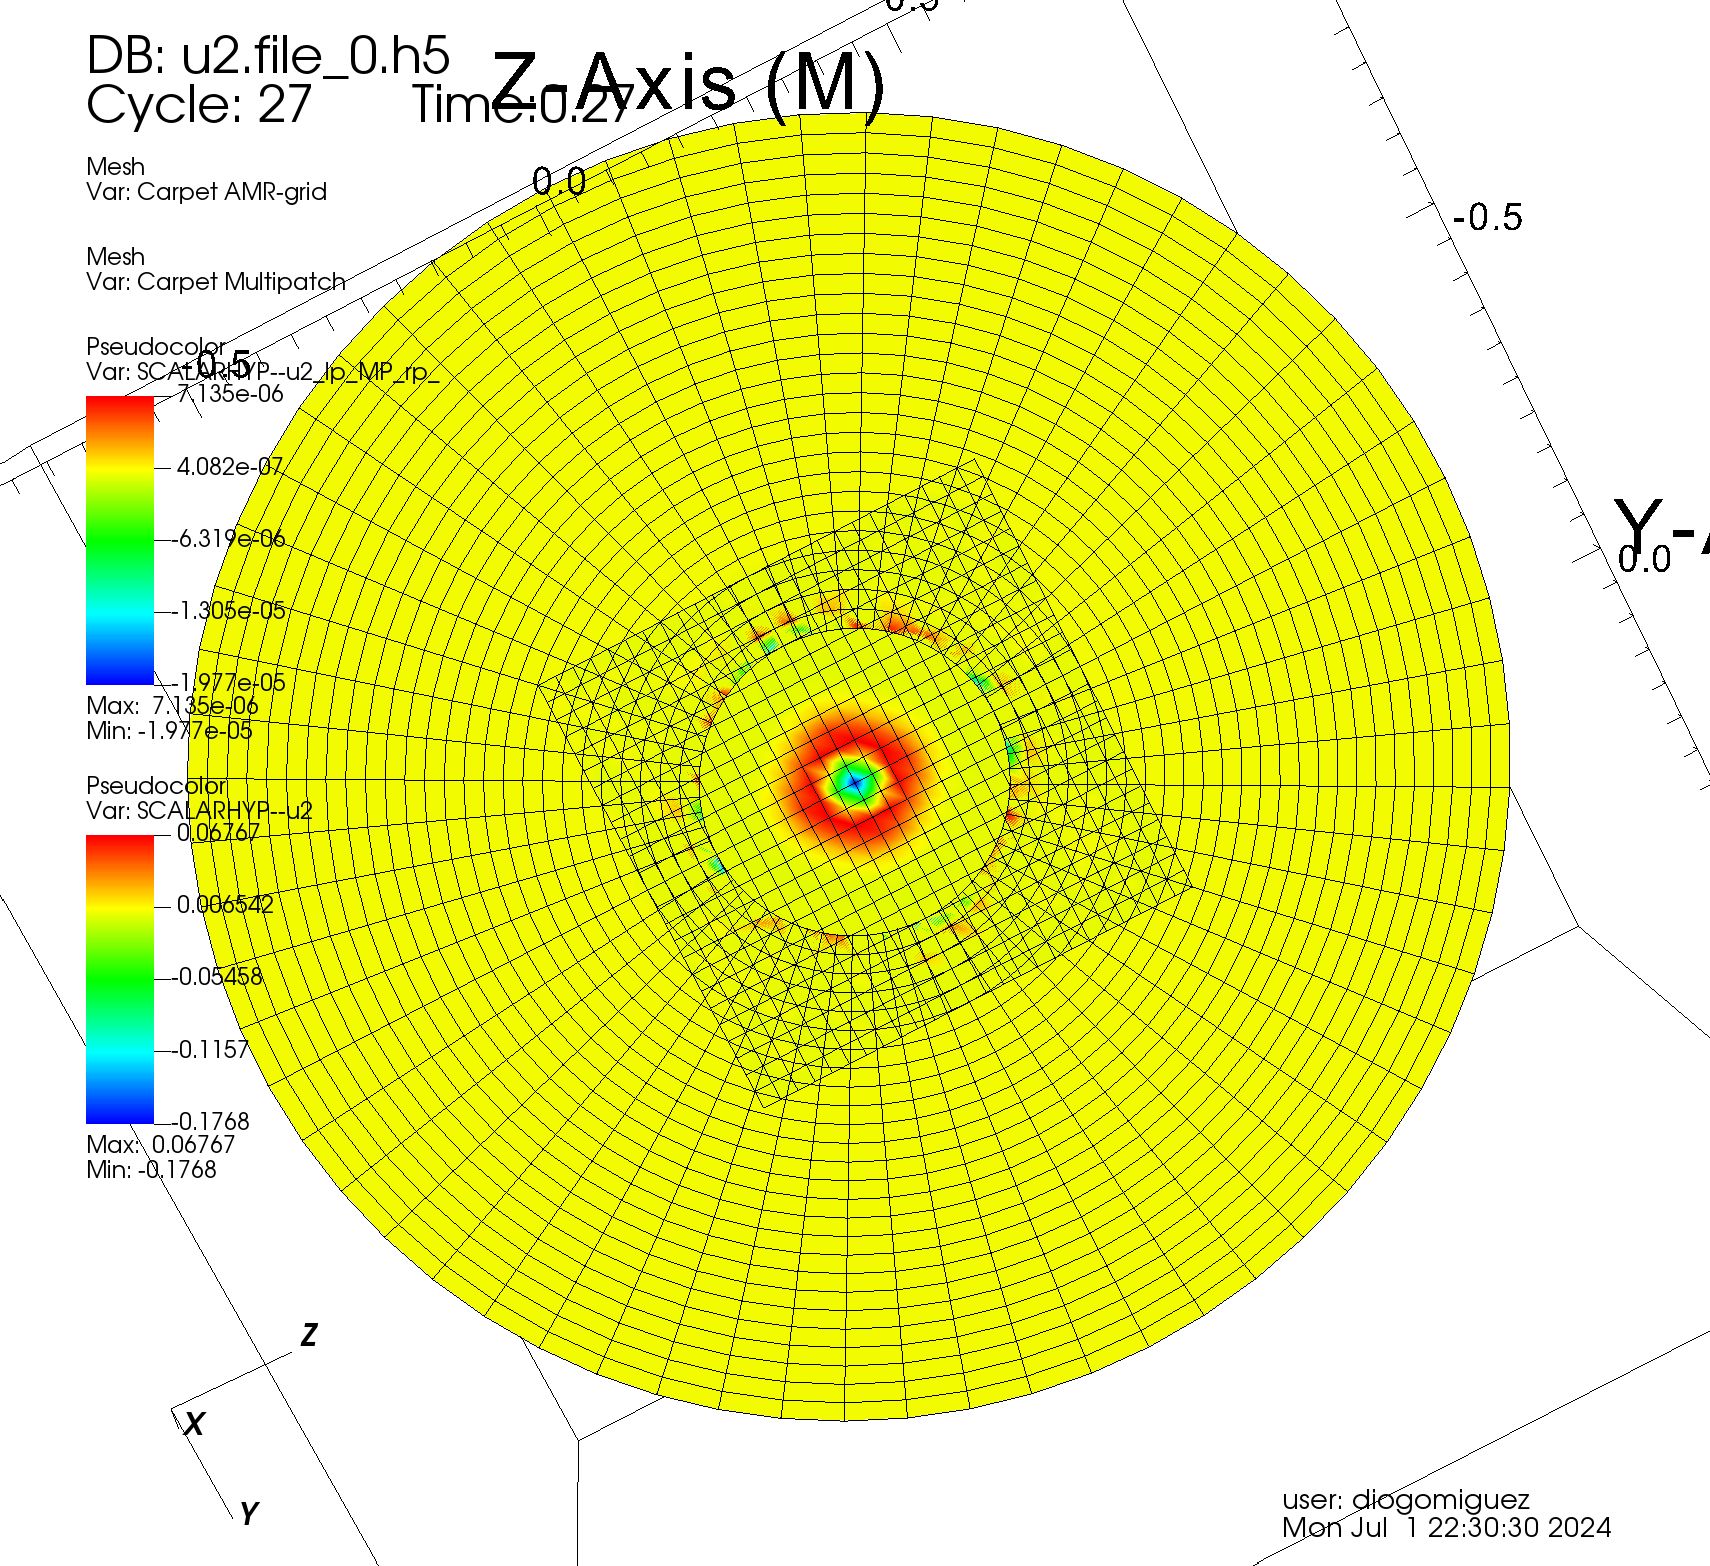 0.5
DB: u2.file_0.h5
Z-Axis (M)
Cycle: 27 Time:0.27
Mesh
Var: Carpet AMR-grid
0.0
-0.5
Mesh
Var: Carpet Multipatch
Pseudocolor
-0.5
Var: SCALARHYP--u2_lp_MP_rp_
7.135e-06
4.082e-07
-6.319e-06
-1.305e-05
-1.977e-05
Max: 7.135e-06
Min: -1.977e-05
Y-A
0.0
Pseudocolor
Var: SCALARHYP--u2
0.06767
0.006542
-0.05458
-0.1157
-0.1768
Max: 0.06767
Min: -0.1768
Z
X
Y
user: diogomiguez
Mon Jul 1 22:30:30 2024